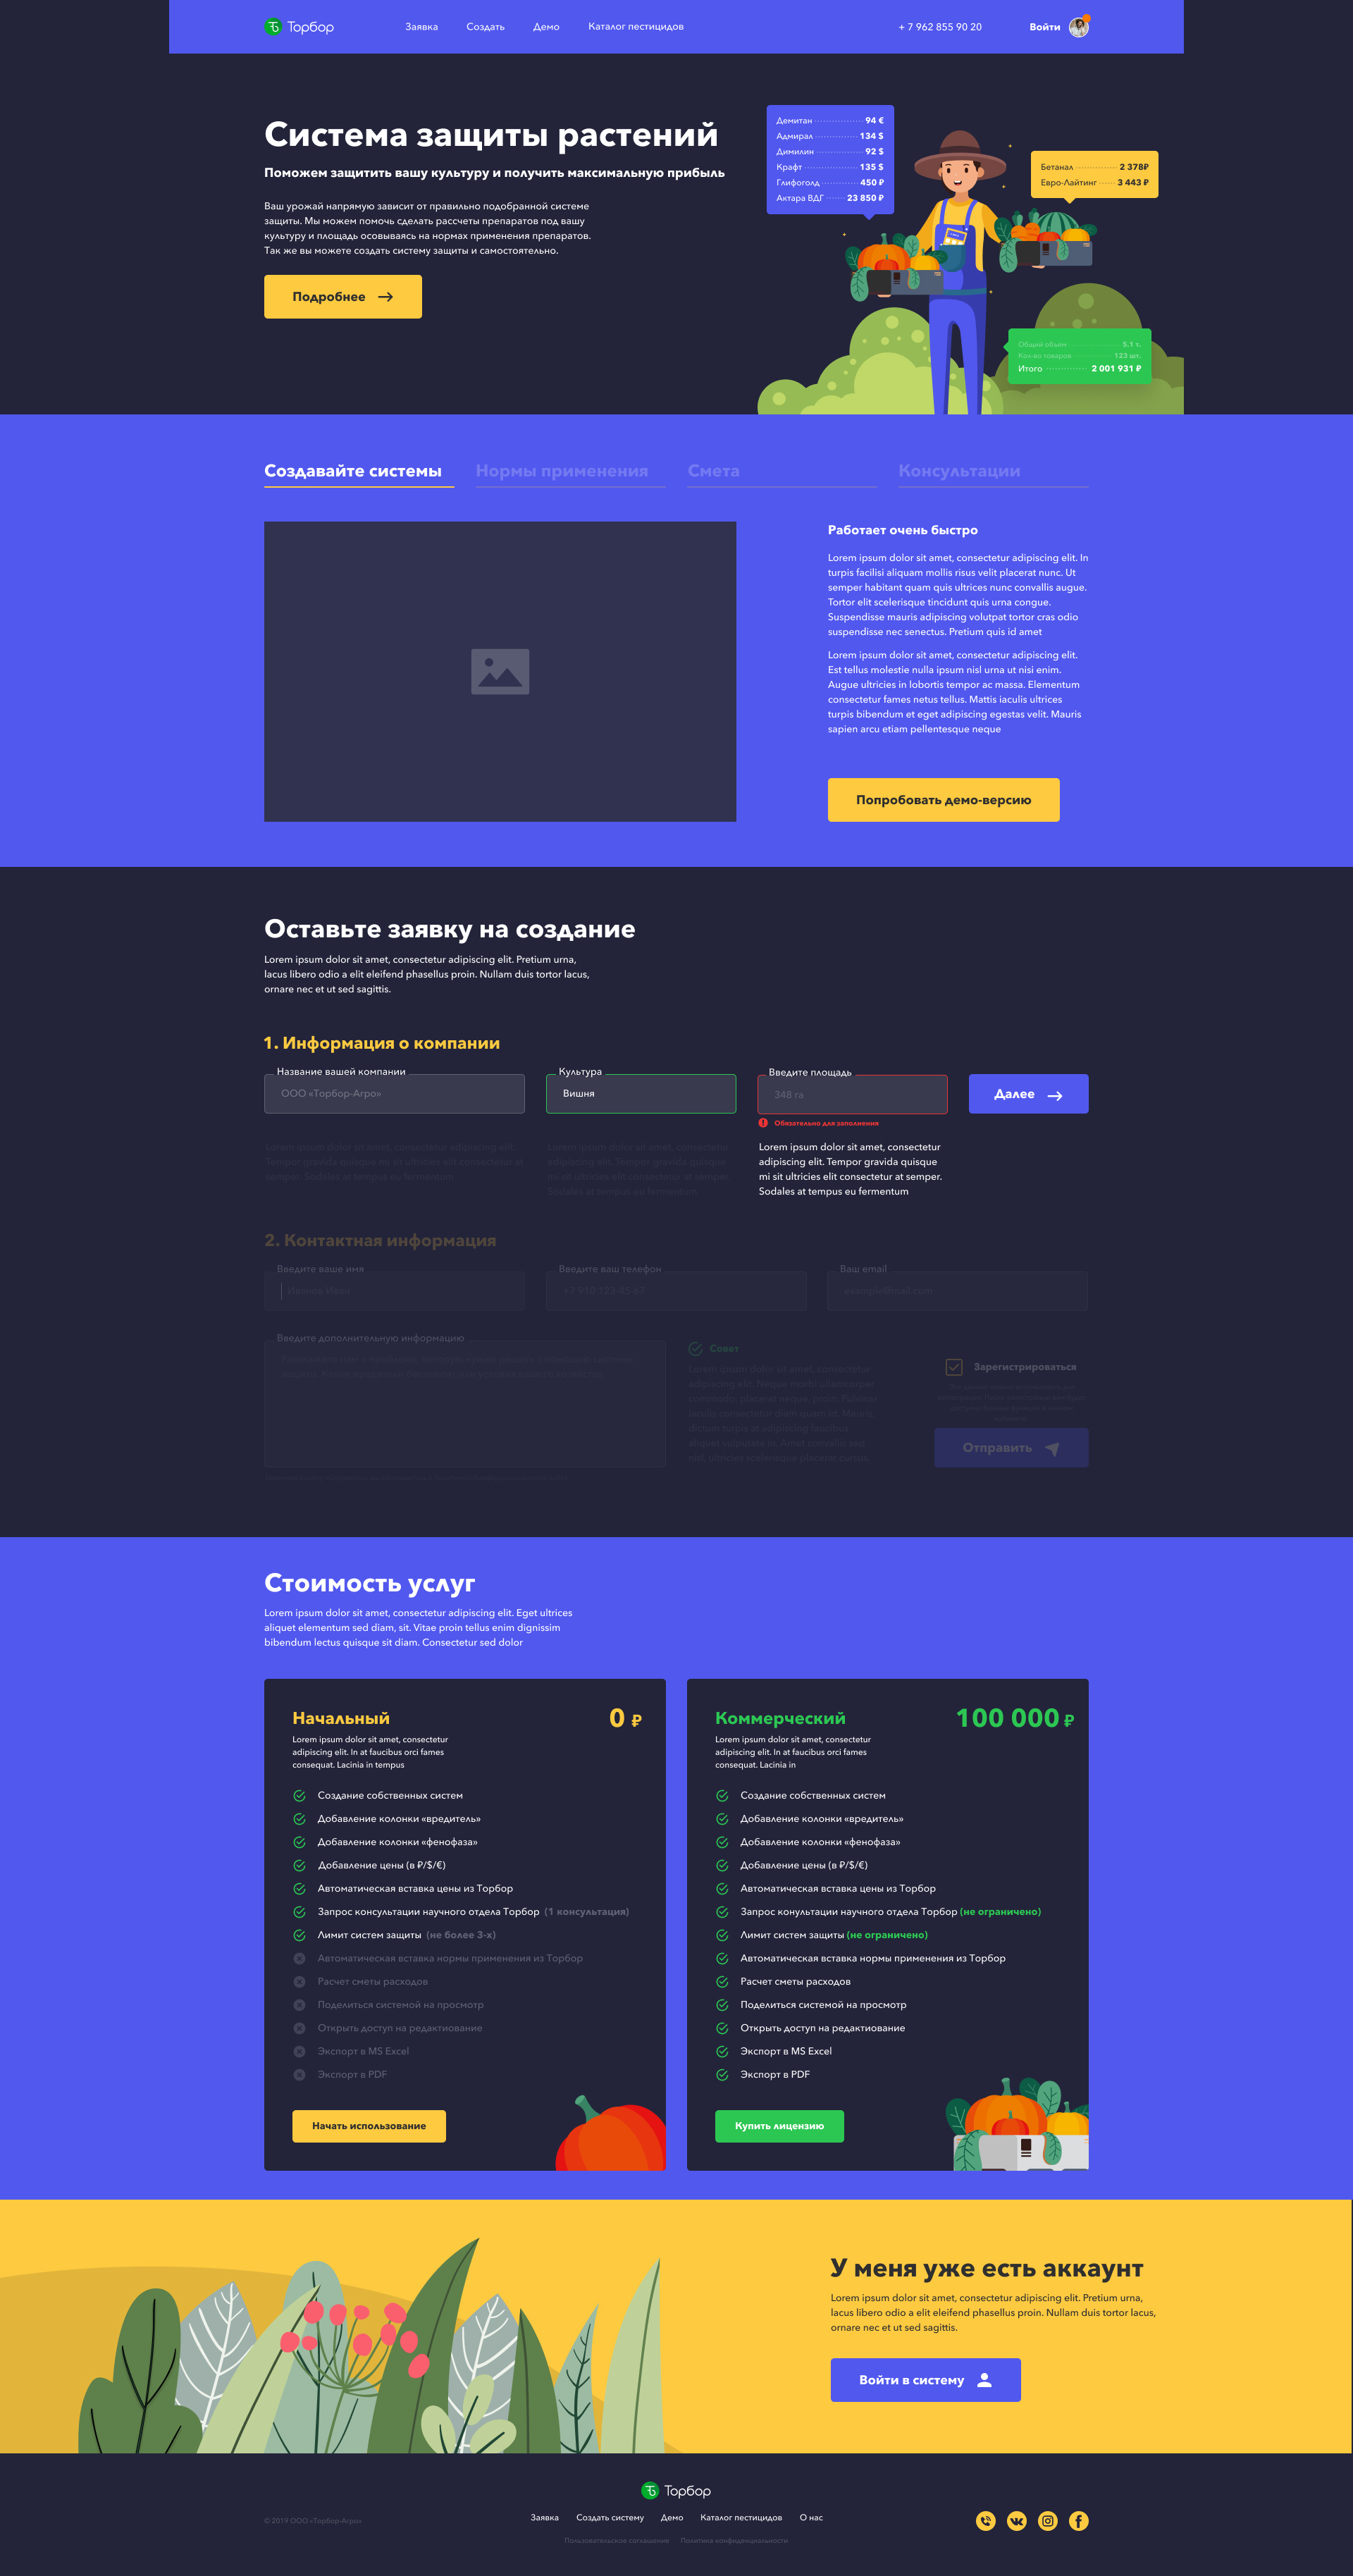 Торбор
Заявка
Создать
Демо
Каталог пестицидов
+ 7 962 855 90 20
Войти
Система защиты растений
Поможем защитить вашу культуру и получить максимальную прибыль
Ваш урожай напрямую зависит от правильно подобранной системе
защиты. Мы можем помочь сделать рассчеты препаратов под вашу
культуру и площадь осовываясь на нормах применения препаратов.
Так же вы можете создать систему защиты и самостоятельно.
Подробнее
Демитан 94 €
Адмирал 134 $
Димилин 92 $
Крафт 135 $
Глифоголд 450 ₽
Актара ВДГ 23 850 ₽
Бетанал 2 378₽
Евро-Лайтинг 3 443 ₽
Общий объем 5.1 т.
Кол-во товаров 123 шт.
Итого 2 001 931 ₽
Создавайте системы
Нормы применения
Смета
Консультации
Работает очень быстро
Lorem ipsum dolor sit amet, consectetur adipiscing elit. In
turpis facilisi aliquam mollis risus velit placerat nunc. Ut
semper habitant quam quis ultrices nunc convallis augue.
Tortor elit scelerisque tincidunt quis urna congue.
Suspendisse mauris adipiscing volutpat tortor cras odio
suspendisse nec senectus. Pretium quis id amet
Lorem ipsum dolor sit amet, consectetur adipiscing elit.
Est tellus molestie nulla ipsum nisl urna ut nisi enim.
Augue ultricies in lobortis tempor ac massa. Elementum
consectetur fames netus tellus. Mattis iaculis ultrices
turpis bibendum et eget adipiscing egestas velit. Mauris
sapien arcu etiam pellentesque neque
Попробовать демо-версию
Оставьте заявку на создание
Lorem ipsum dolor sit amet, consectetur adipiscing elit. Pretium urna,
lacus libero odio a elit eleifend phasellus proin. Nullam duis tortor lacus,
ornare nec et ut sed sagittis.
1. Информация о компании
Название вашей компании
ООО «Торбор-Агро»
Культура
Вишня
Введите площадь
348 га
Обязательно для заполнения
Далее
Lorem ipsum dolor sit amet, consectetur adipiscing elit.
Tempor gravida quisque mi sit ultricies elit consectetur at
semper. Sodales at tempus eu fermentum
Lorem ipsum dolor sit amet, consectetur
adipiscing elit. Tempor gravida quisque
mi sit ultricies elit consectetur at semper.
Sodales at tempus eu fermentum
Lorem ipsum dolor sit amet, consectetur
adipiscing elit. Tempor gravida quisque
mi sit ultricies elit consectetur at semper.
Sodales at tempus eu fermentum
2. Контактная информация
Введите ваше имя
Иванов Иван
Введите ваш телефон
+7 910 123-45-67
Ваш email
example@mail.com
Введите дополнительную информацию
Совет
Зарегистрироваться
Отправить
Стоимость услуг
Lorem ipsum dolor sit amet, consectetur adipiscing elit. Eget ultrices
aliquet elementum sed diam, sit. Vitae proin tellus enim dignissim
bibendum lectus quisque sit diam. Consectetur sed dolor
Начальный
0 ₽
Lorem ipsum dolor sit amet, consectetur
adipiscing elit. In at faucibus orci fames
consequat. Lacinia in tempus
Создание собственных систем
Добавление колонки «вредитель»
Добавление колонки «фенофаза»
Добавление цены (в ₽/$/€)
Автоматическая вставка цены из Торбор
Запрос консультации научного отдела Торбор (1 консультация)
Лимит систем защиты (не более 3-х)
Автоматическая вставка нормы применения из Торбор
Расчет сметы расходов
Поделиться системой на просмотр
Открыть доступ на редактиование
Экспорт в MS Excel
Экспорт в PDF
Начать использование
Коммерческий
100 000 ₽
Lorem ipsum dolor sit amet, consectetur
adipiscing elit. In at faucibus orci fames
consequat. Lacinia in
Создание собственных систем
Добавление колонки «вредитель»
Добавление колонки «фенофаза»
Добавление цены (в ₽/$/€)
Автоматическая вставка цены из Торбор
Запрос конультации научного отдела Торбор (не ограничено)
Лимит систем защиты (не ограничено)
Автоматическая вставка нормы применения из Торбор
Расчет сметы расходов
Поделиться системой на просмотр
Открыть доступ на редактиование
Экспорт в MS Excel
Экспорт в PDF
Купить лицензию
У меня уже есть аккаунт
Lorem ipsum dolor sit amet, consectetur adipiscing elit. Pretium urna,
lacus libero odio a elit eleifend phasellus proin. Nullam duis tortor lacus,
ornare nec et ut sed sagittis.
Войти в систему
Торбор
© 2019 ООО «Торбор-Агро»
Заявка
Создать систему
Демо
Каталог пестицидов
О нас
Пользовательское соглашение
Политика конфиденциальности